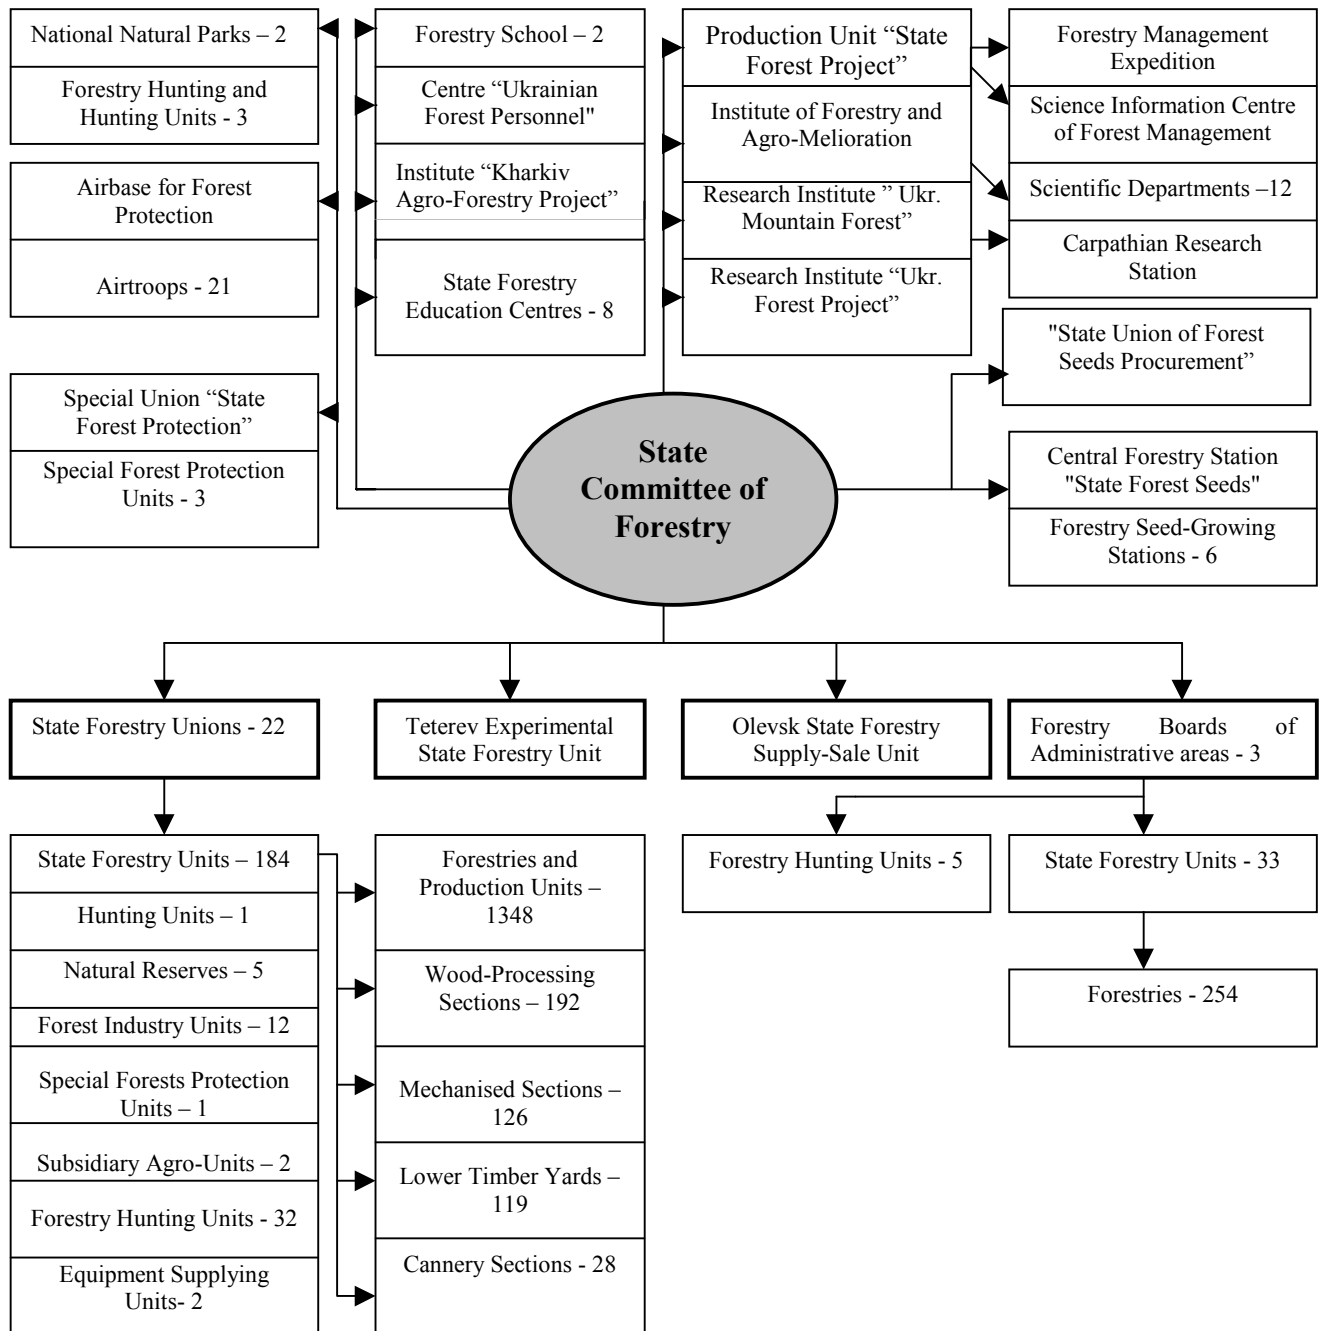 National Natural Parks – 2
Forestry Hunting and
Hunting Units - 3
Airbase for Forest
Protection
Airtroops - 21
Special Union “State
Forest Protection”
Special Forest Protection
Units - 3
Forestry School – 2
Centre “Ukrainian
Forest Personnel"
Institute “Kharkiv
Agro-Forestry Project”
State Forestry
Education Centres - 8
Production Unit “State
Forest Project”
Institute of Forestry and
Agro-Melioration
Research Institute ” Ukr.
Mountain Forest”
Research Institute “Ukr.
Forest Project”
Forestry Management
Expedition
Science Information Centre
of Forest Management
Scientific Departments –12
Carpathian Research
Station
"State Union of Forest
Seeds Procurement”
Central Forestry Station
"State Forest Seeds"
Forestry Seed-Growing
Stations - 6
State
Committee of
Forestry
State Forestry Unions - 22
Teterev Experimental
State Forestry Unit
Olevsk State Forestry
Supply-Sale Unit
Forestry Boards of
Administrative areas - 3
State Forestry Units – 184
Hunting Units – 1
Natural Reserves – 5
Forest Industry Units – 12
Special Forests Protection
Units – 1
Subsidiary Agro-Units – 2
Forestry Hunting Units - 32
Equipment Supplying
Units- 2
Forestries and
Production Units –
1348
Wood-Processing
Sections – 192
Mechanised Sections –
126
Lower Timber Yards –
119
Cannery Sections - 28
Forestry Hunting Units - 5
State Forestry Units - 33
Forestries - 254